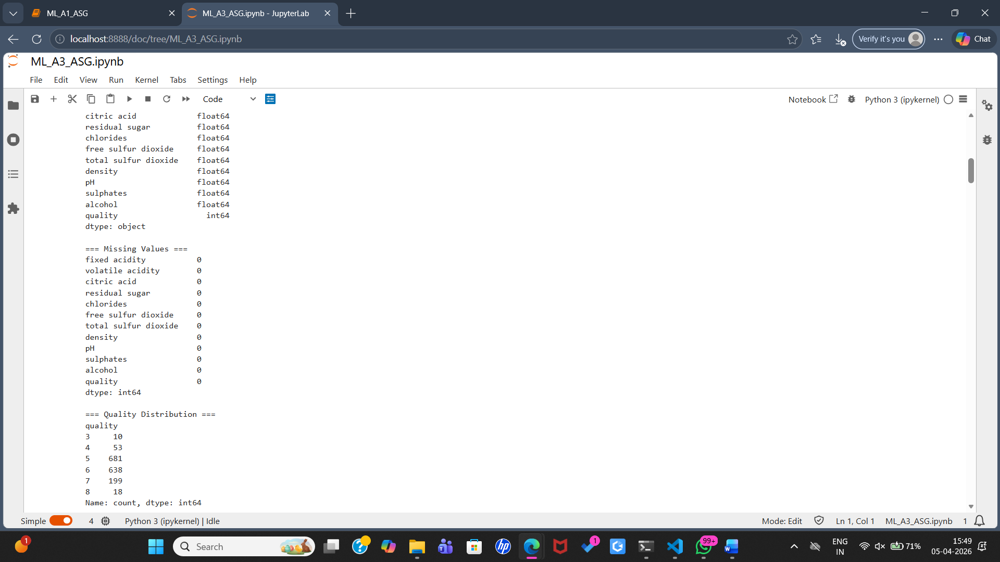 ML_A1_ASG
ML_A3_ASG.ipynb - JupyterLab
localhost:8888/doc/tree/ML_A3_ASG.ipynb
Verify it's you
Chat
ML_A3_ASG.ipynb
File Edit View Run Kernel Tabs Settings Help
Code
Notebook
Python 3 (ipykernel)
citric acid float64
residual sugar float64
chlorides float64
free sulfur dioxide float64
total sulfur dioxide float64
density float64
pH float64
sulphates float64
alcohol float64
quality int64
dtype: object
=== Missing Values ===
fixed acidity 0
volatile acidity 0
citric acid 0
residual sugar 0
chlorides 0
free sulfur dioxide 0
total sulfur dioxide 0
density 0
pH 0
sulphates 0
alcohol 0
quality 0
dtype: int64
=== Quality Distribution ===
quality
3 10
4 53
5 681
6 638
7 199
8 18
Name: count, dtype: int64
Simple 4 Python 3 (ipykernel) | Idle
Mode: Edit Ln 1, Col 1 ML_A3_ASG.ipynb 1
1
Search
hp
1
99+
W
ENG
IN
71%
15:49
05-04-2026